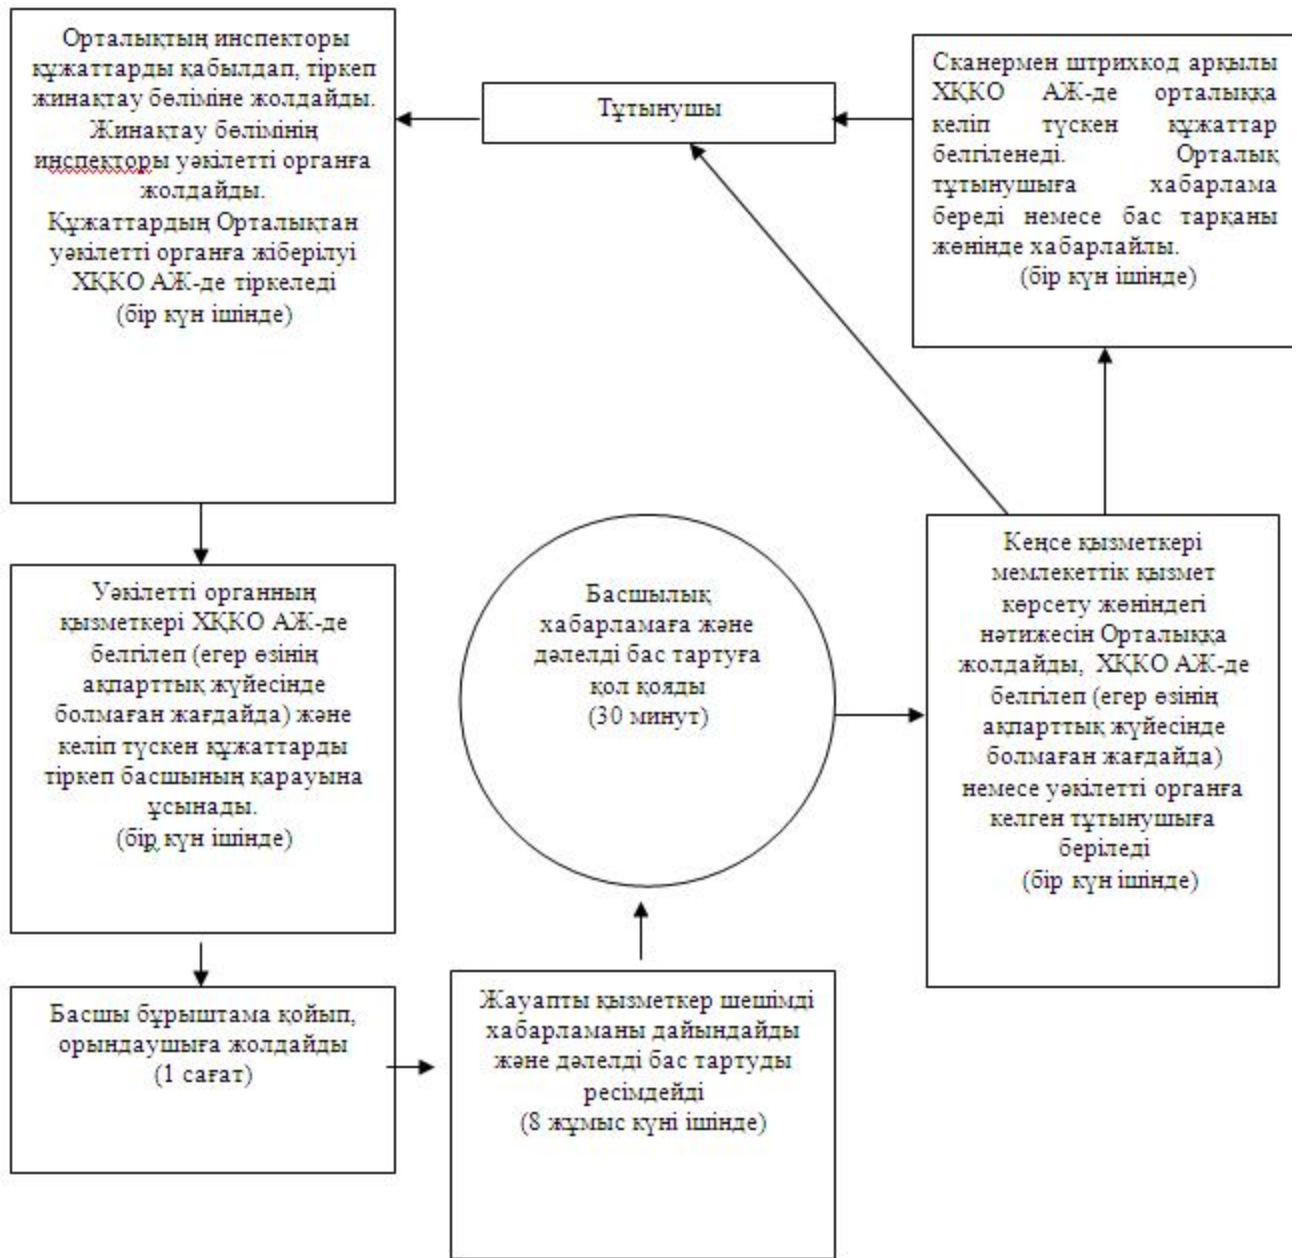 Орталықтың инспекторы
құжаттарды қабылдап, тіркеп
жинақтау бөліміне жолдайды.
Жинақтау бөлімінің
инспекторы уәкілетті органға
жолдайды.
Құжаттардың Орталықтан
уәкілетті органға жіберілуі
ХҚКО АЖ-де тіркеледі
(бір күн ішінде)
Тұтынушы
Сканермен штрихкод арқылы
ХҚКО АЖ-де орталыққа
келіп түскен құжаттар
белгіленеді. Орталық
тұтынушыға хабарлама
береді немесе бас тарқаны
жөнінде хабарлайлы.
(бір күн ішінде)
Уәкілетті органның
қызметкері ХҚКО АЖ-де
белгілеп (егер өзінің
ақпарттық жүйесінде
болмаған жағдайда) және
келіп түскен құжаттарды
тіркеп басшының қарауына
ұсынады.
(бір күн ішінде)
Басшылық
хабарламаға және
дәлелді бас тартуға
қол қояды
(30 минут)
Кеңсе қызметкері
мемлекеттік қызмет
көрсету жөніндегі
нәтижесін Орталыққа
жолдайды, ХҚКО АЖ-де
белгілеп (егер өзінің
ақпарттық жүйесінде
болмаған жағдайда)
немесе уәкілетті органға
келген тұтынушыға
беріледі
(бір күн ішінде)
Басшы бұрыштама қойып,
орындаушыға жолдайды
(1 сағат)
Жауапты қызметкер шешімді
хабарламаны дайындайды
және дәлелді бас тартуды
ресімдейді
(8 жұмыс күні ішінде)